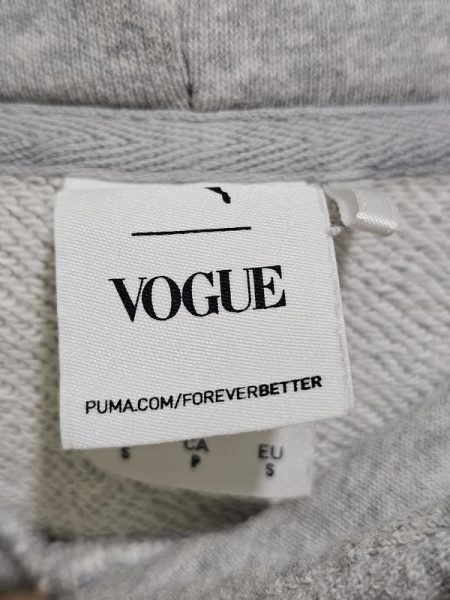 VOGUE
PUMA.COM/FOREVERBETTER
S CA EU
P S